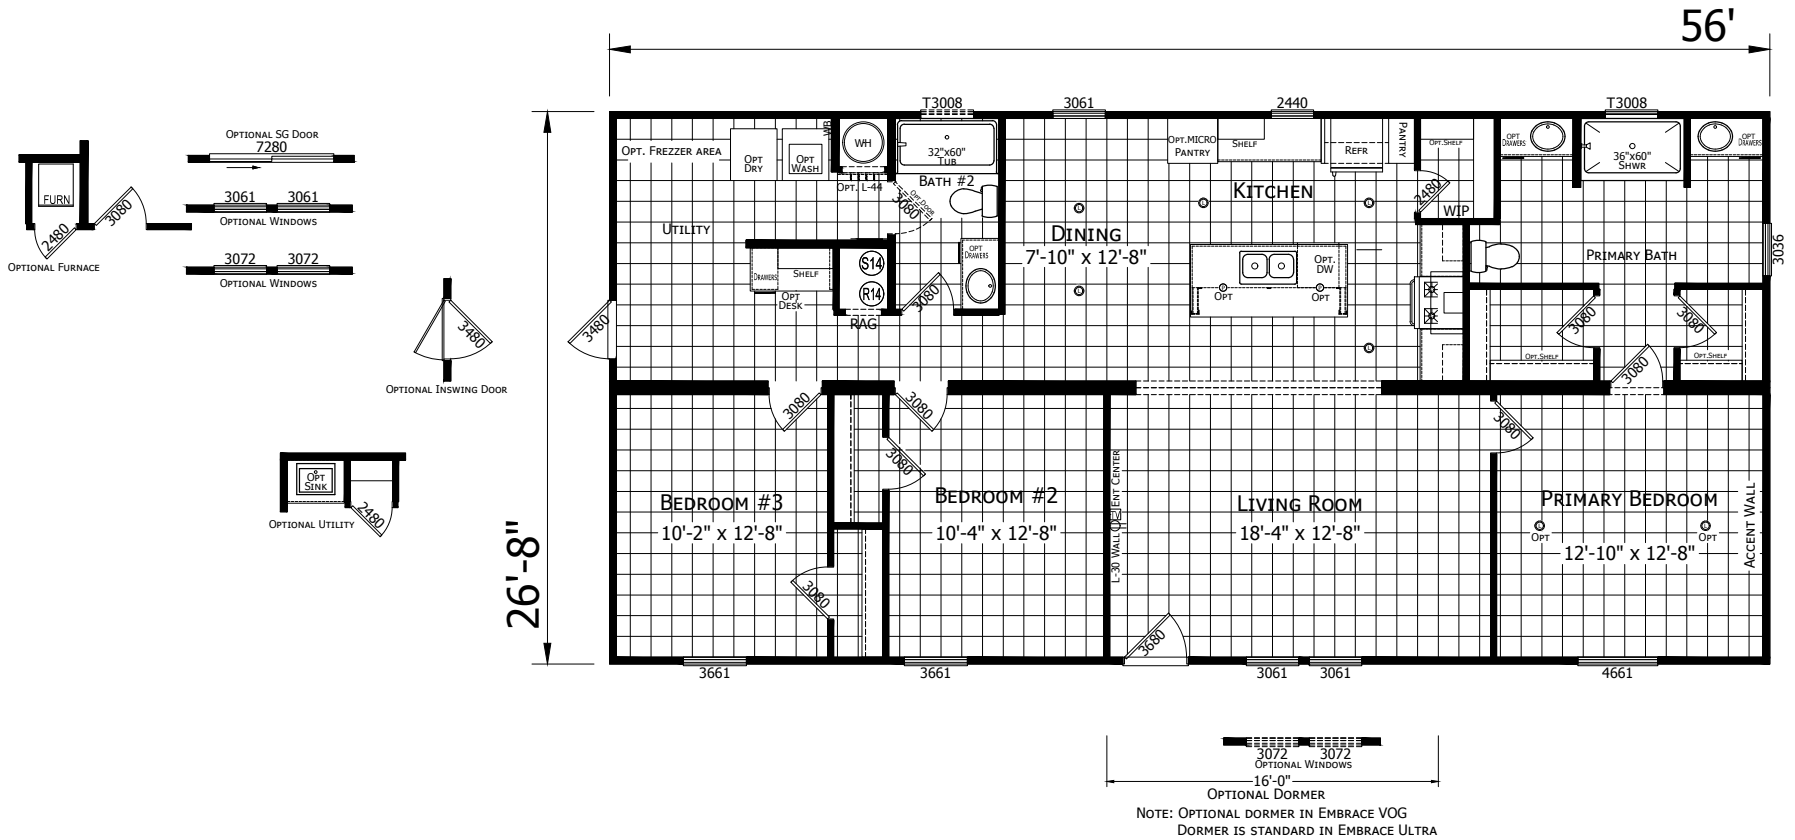 56'
26'-8"
FURN
2480
3080
OPTIONAL FURNACE
OPTIONAL SG DOOR
7280
3061 3061
OPTIONAL WINDOWS
3072 3072
OPTIONAL WINDOWS
3480
OPTIONAL INSWING DOOR
OPT
SINK
2480
OPTIONAL UTILITY
T3008
3061
2440
T3008
OPT. FREZZER AREA
OPT
DRY
OPT
WASH
WB
WH
OPT. L-44
UTILITY
DRAWERS
SHELF
OPT
DESK
S14
R14
RAG
3480
32"x60"
TUB
BATH #2
OPT DOOR
3080
OPT
DRAWERS
3080
DINING
7'-10" x 12'-8"
OPT.MICRO
PANTRY
SHELF
REFR
PANTRY
KITCHEN
OPT.
DW
OPT
OPT
OPT.SHELF
2480
WIP
OPT
DRAWERS
36"x60"
SHWR
OPT
DRAWERS
PRIMARY BATH
3036
3080
3080
OPT.SHELF
OPT.SHELF
3080
3080
3080
3080
BEDROOM #3
10'-2" x 12'-8"
3080
BEDROOM #2
10'-4" x 12'-8"
LIVING ROOM
18'-4" x 12'-8"
3080
PRIMARY BEDROOM
12'-10" x 12'-8"
OPT
OPT
ACCENT WALL
3680
3661
3661
3061 3061
4661
3072 3072
OPTIONAL WINDOWS
16'-0"
OPTIONAL DORMER
NOTE: OPTIONAL DORMER IN EMBRACE VOG
DORMER IS STANDARD IN EMBRACE ULTRA
L-30 WALL ENT CENTER